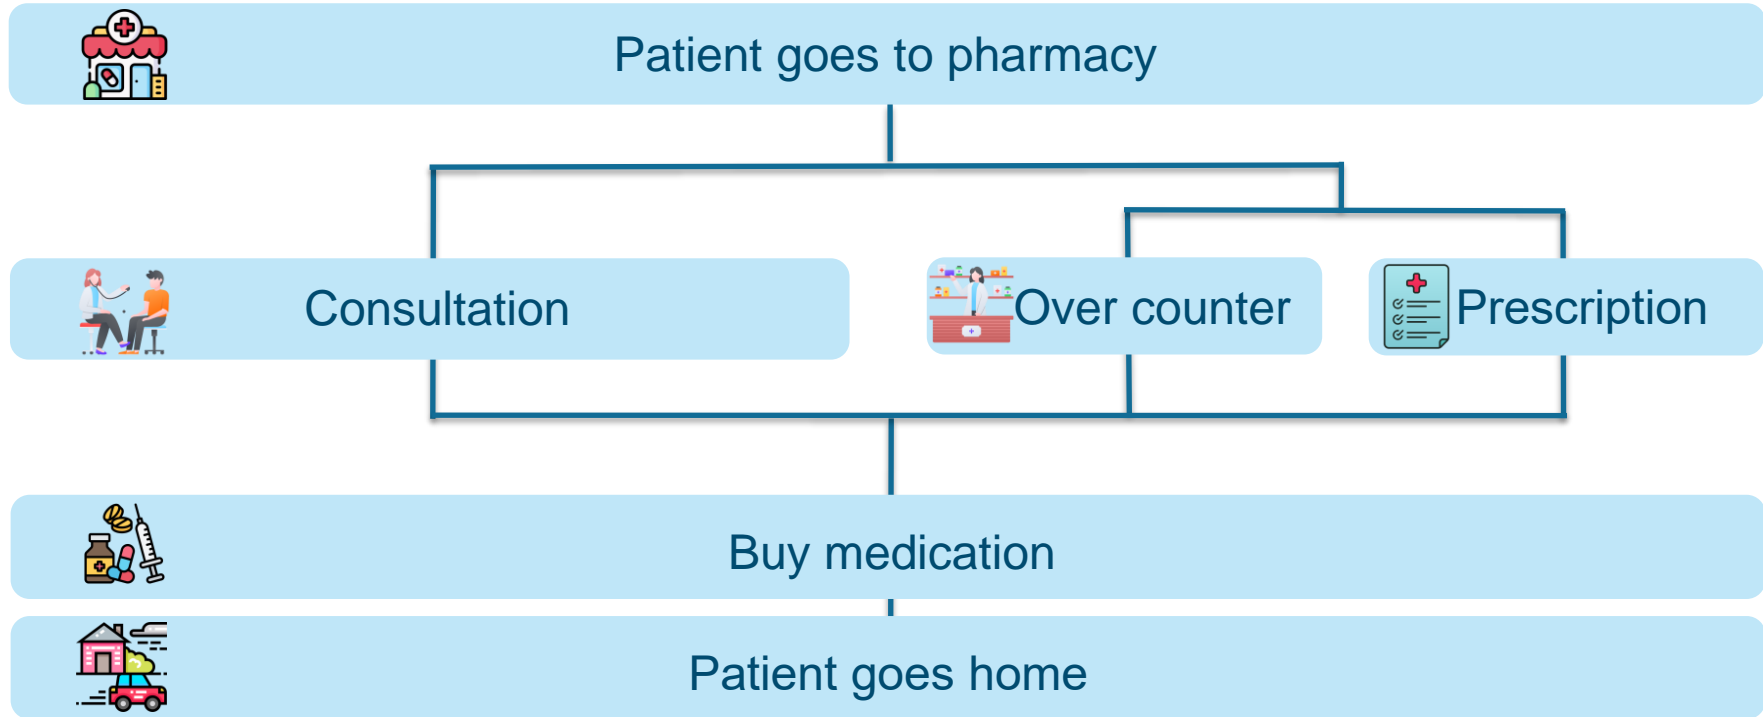 Patient goes to pharmacy
Consultation
Over counter
Prescription
Buy medication
Patient goes home